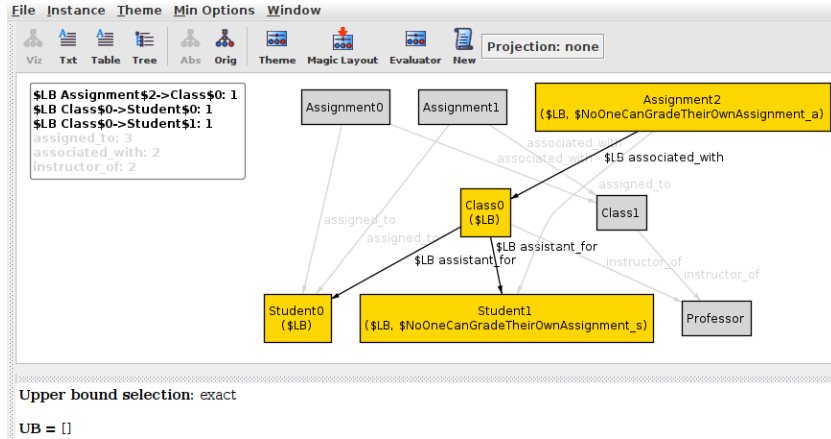 File Instance Theme Min Options Window
Viz Txt Table Tree Abs Orig Theme Magic Layout Evaluator New Projection: none
$LB Assignment$2->Class$0: 1
$LB Class$0->Student$0: 1
$LB Class$0->Student$1: 1
assigned_to: 3
associated_with: 2
instructor_of: 2
Assignment0
Assignment1
Assignment2
($LB, $NoOneCanGradeTheirOwnAssignment_a)
associated_with
associated_with
$LB associated_with
assigned_to
Class0
($LB)
Class1
assigned_to
assigned_to
$LB assistant_for
$LB assistant_for
instructor_of
instructor_of
Student0
($LB)
Student1
($LB, $NoOneCanGradeTheirOwnAssignment_s)
Professor
Upper bound selection: exact
UB = []